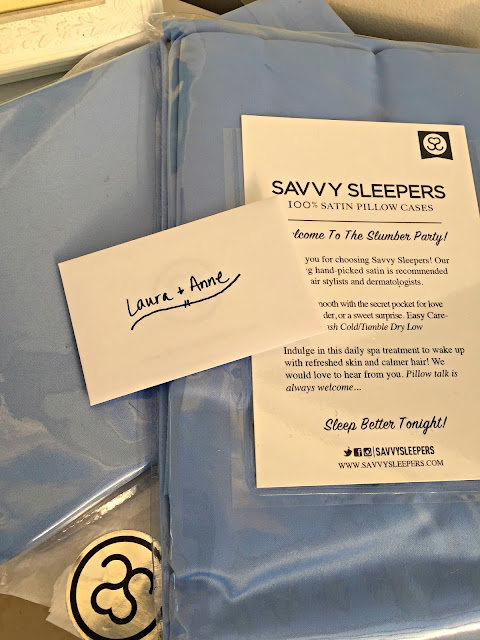 SAVVY SLEEPERS
100% SATIN PILLOW CASES
lcome To The Slumber Party!
you for choosing Savvy Sleepers! Our
g hand-picked satin is recommended
air stylists and dermatologists.
mooth with the secret pocket for love
der, or a sweet surprise. Easy Care-
sh Cold/Tumble Dry Low
Indulge in this daily spa treatment to wake up
with refreshed skin and calmer hair! We
would love to hear from you. Pillow talk is
always welcome...
Sleep Better Tonight!
|SAVVYSLEEPERS
WWW.SAVVYSLEEPERS.COM
Laura + Anne